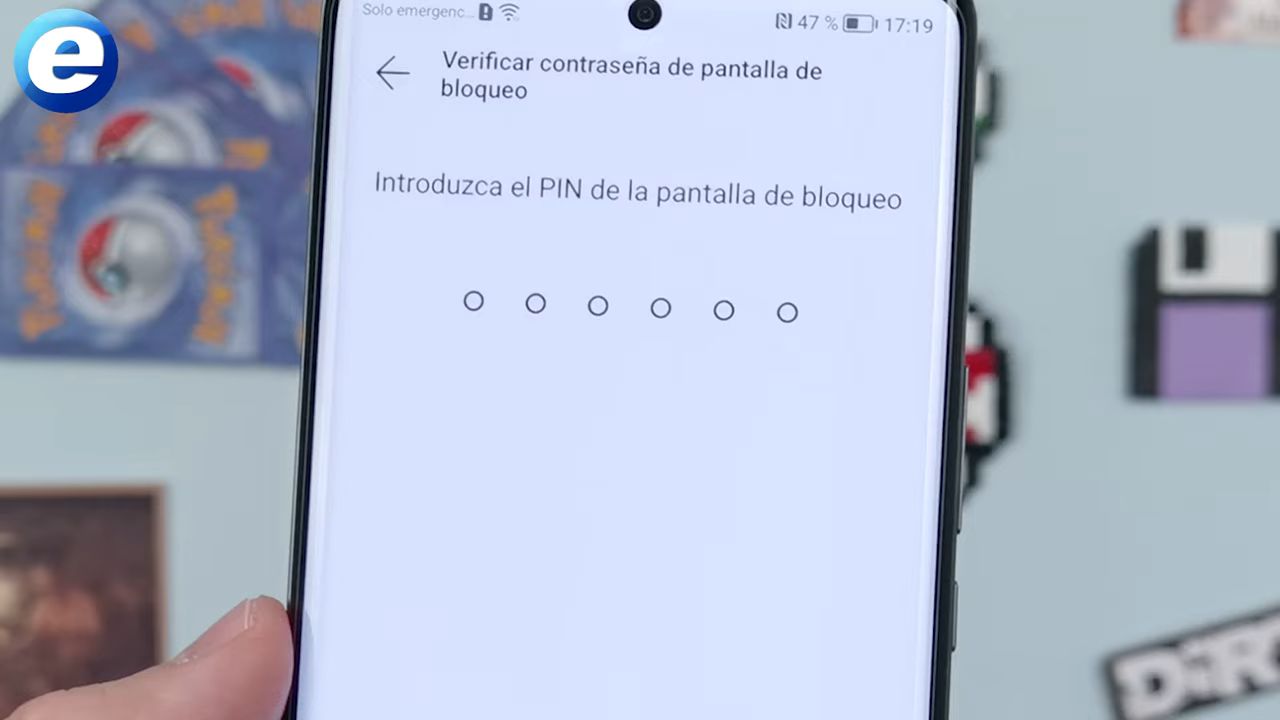 e
Solo emergenc... 47 % 17:19
Verificar contraseña de pantalla de
bloqueo
Introduzca el PIN de la pantalla de bloqueo
DiR